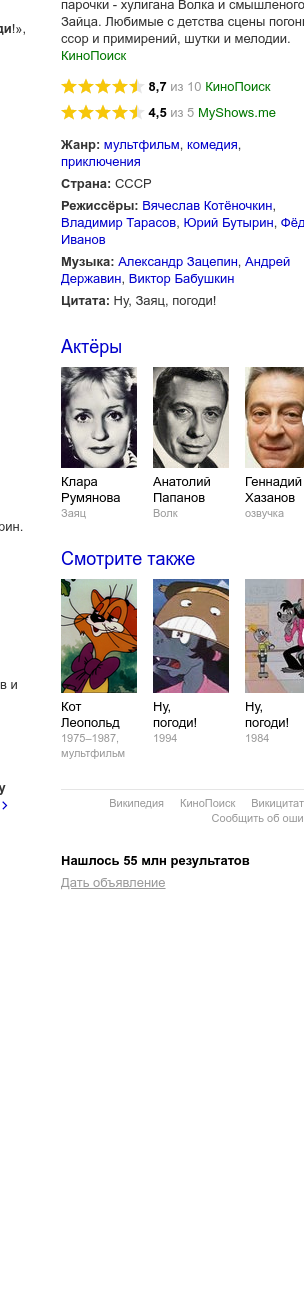 парочки - хулигана Волка и смышленого
ди!»,
Зайца. Любимые с детства сцены погони
ссор и примирений, шутки и мелодии.
КиноПоиск
8,7 из 10 КиноПоиск
4,5 из 5 MyShows.me
Жанр: мультфильм, комедия,
приключения
Страна: СССР
Режиссёры: Вячеслав Котёночкин,
Владимир Тарасов, Юрий Бутырин, Фёд
Иванов
Музыка: Александр Зацепин, Андрей
Державин, Виктор Бабушкин
Цитата: Ну, Заяц, погоди!
Актёры
Клара
Румянова
Заяц
Анатолий
Папанов
Волк
Геннадий
Хазанов
озвучка
рин.
Смотрите также
Кот
Леопольд
1975–1987,
мультфильм
Ну,
погоди!
1994
Ну,
погоди!
1984
в и
у
Википедия КиноПоиск Викицитат
Сообщить об оши
Нашлось 55 млн результатов
Дать объявление